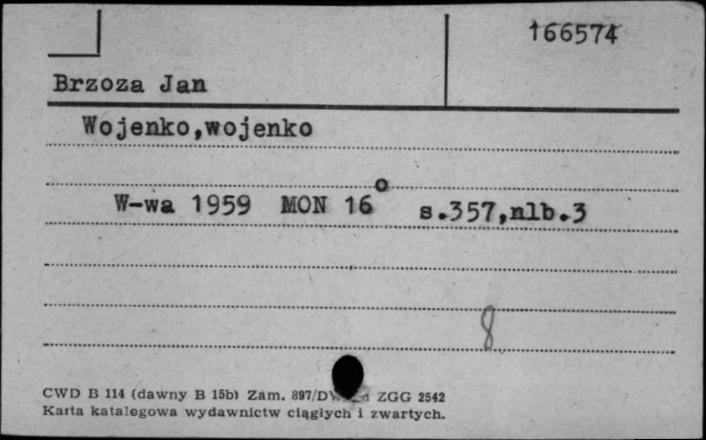 166574
Brzoza Jan
Wojenko,wojenko
W-wa 1959 MON 16° s.357,nlb.3
8
CWD B 114 (dawny B 15b) Zam. 897/ ZGG 2542
Karta katalogowa wydawnictw ciągłych i zwartych.